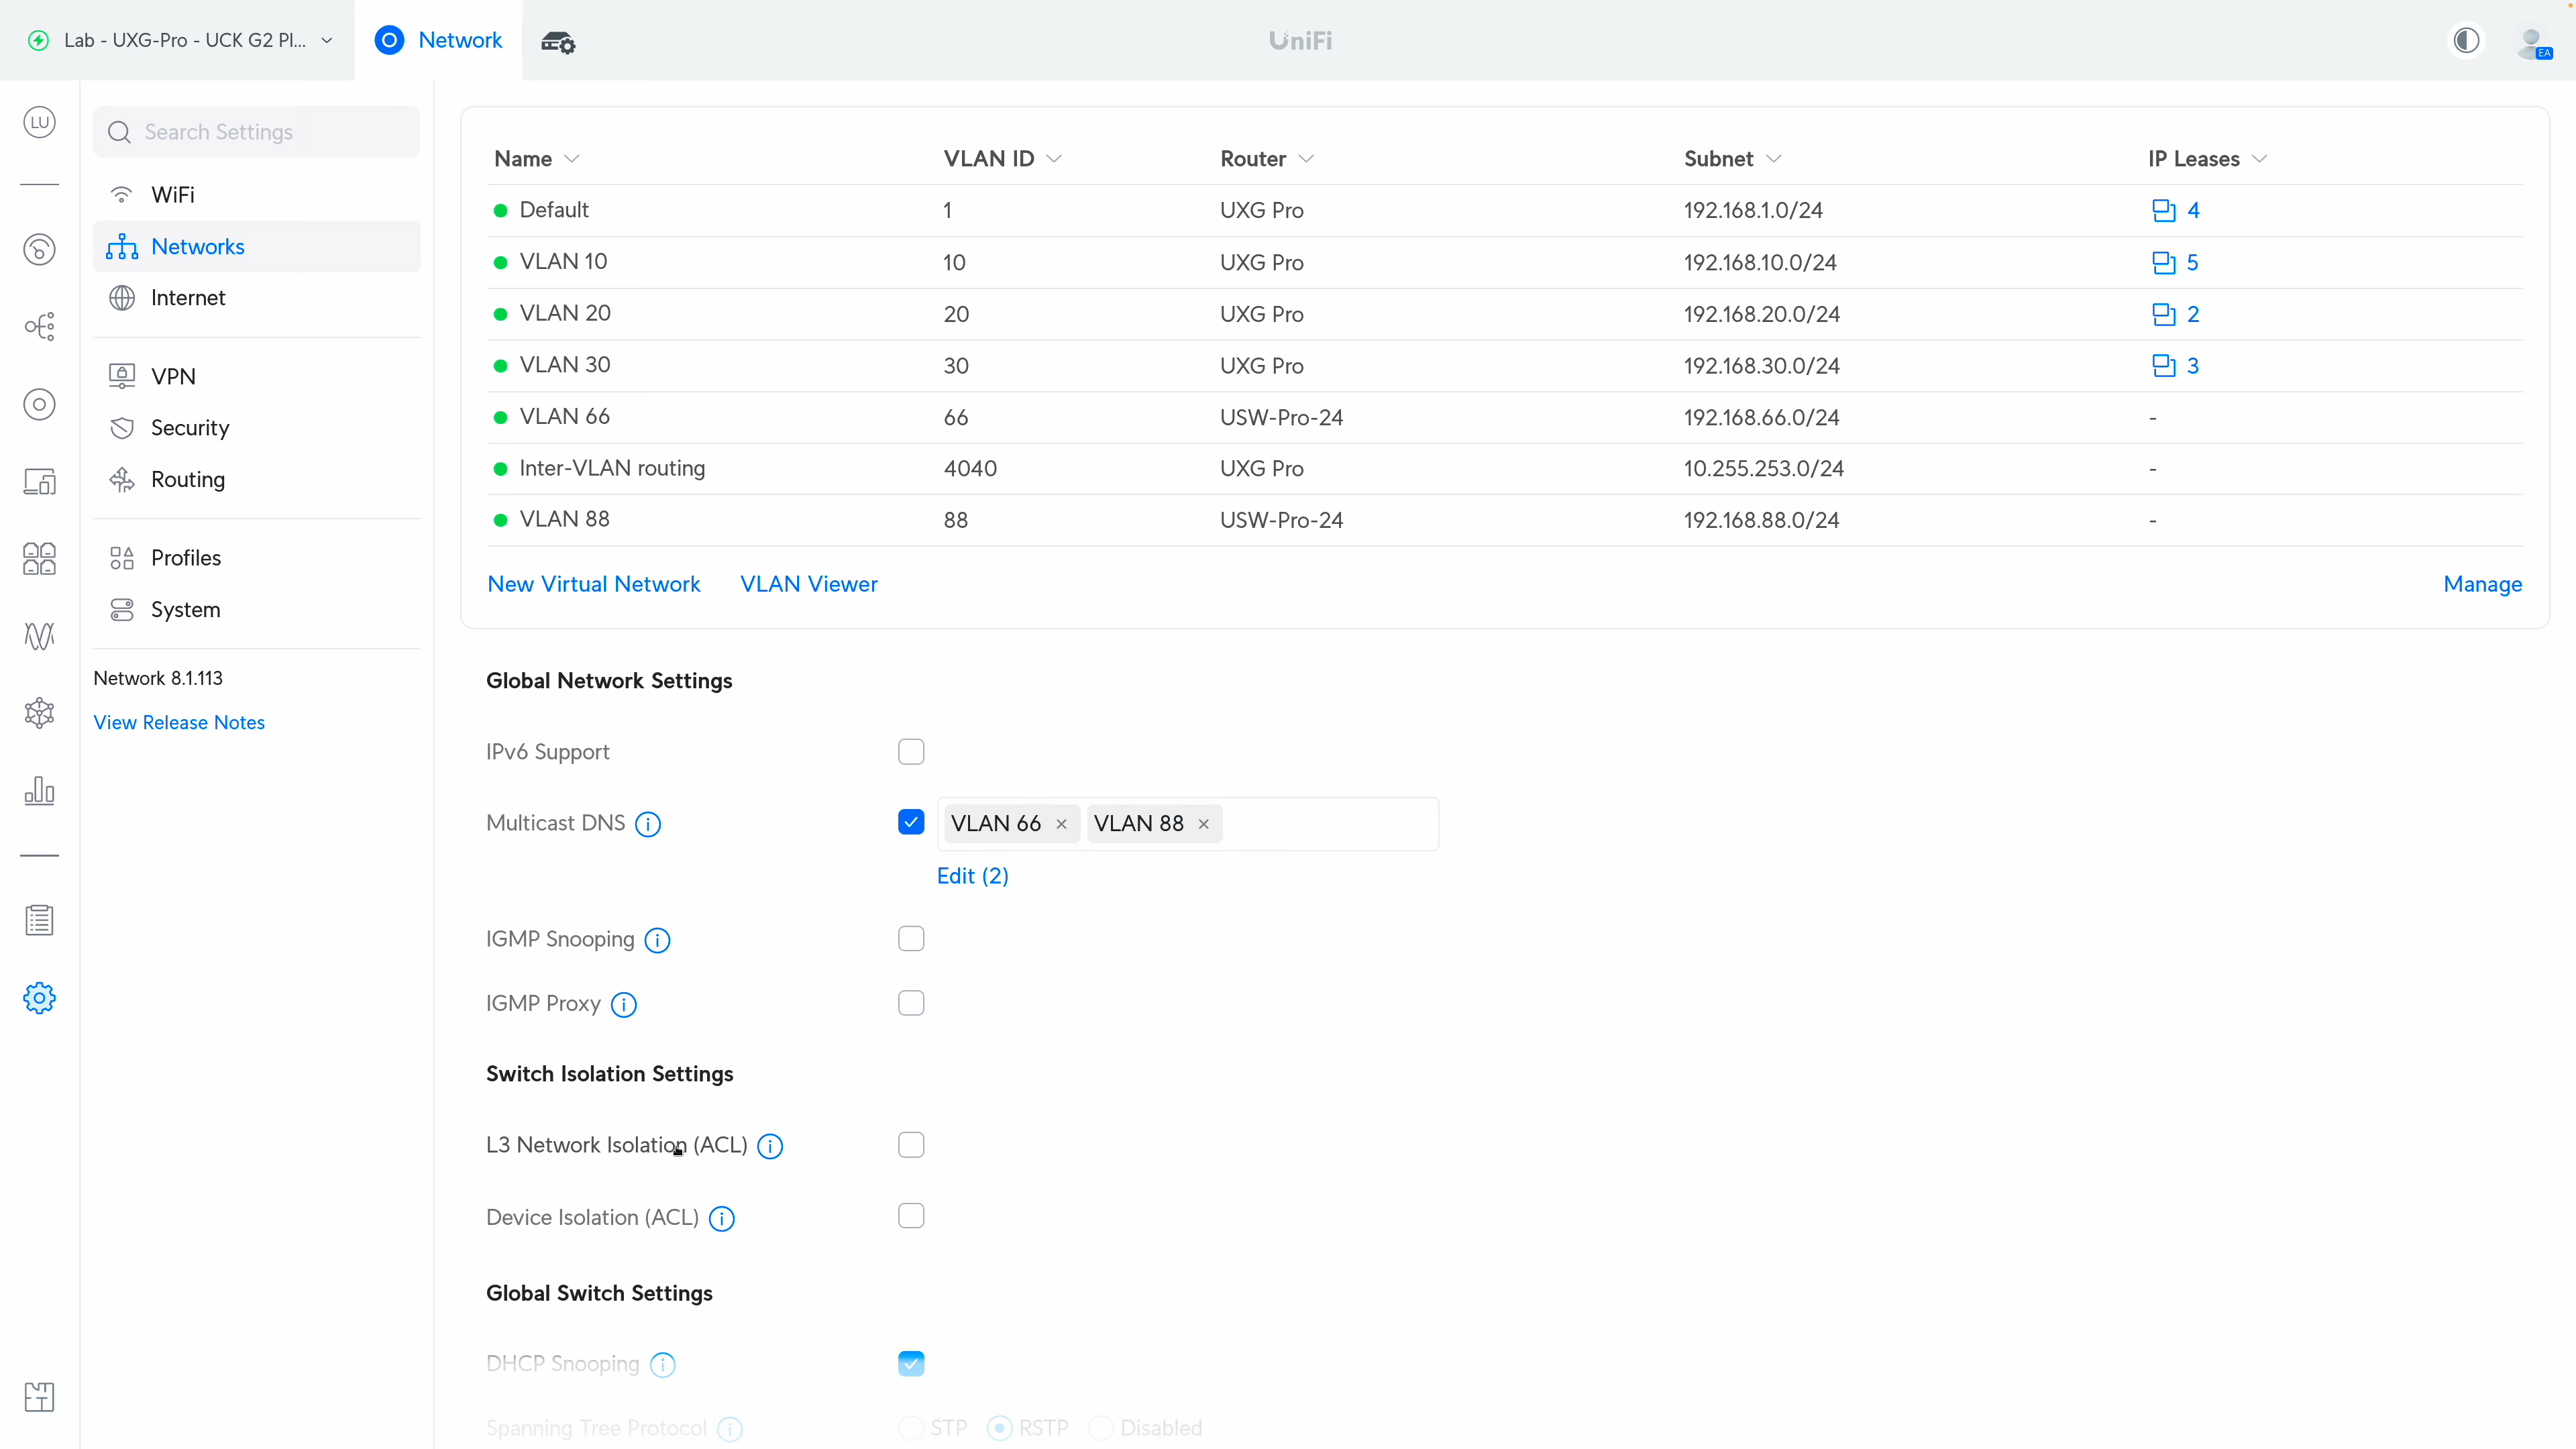 Lab - UXG-Pro - UCK G2 Pl...
Network
UniFi
EA
LU
Search Settings
WiFi
Networks
Internet
VPN
Security
Routing
Profiles
System
Network 8.1.113
View Release Notes
Name VLAN ID Router Subnet IP Leases
Default 1 UXG Pro 192.168.1.0/24 4
VLAN 10 10 UXG Pro 192.168.10.0/24 5
VLAN 20 20 UXG Pro 192.168.20.0/24 2
VLAN 30 30 UXG Pro 192.168.30.0/24 3
VLAN 66 66 USW-Pro-24 192.168.66.0/24 -
Inter-VLAN routing 4040 UXG Pro 10.255.253.0/24 -
VLAN 88 88 USW-Pro-24 192.168.88.0/24 -
New Virtual Network VLAN Viewer Manage
Global Network Settings
IPv6 Support
Multicast DNS VLAN 66 VLAN 88
Edit (2)
IGMP Snooping
IGMP Proxy
Switch Isolation Settings
L3 Network Isolation (ACL)
Device Isolation (ACL)
Global Switch Settings
DHCP Snooping
Spanning Tree Protocol STP RSTP Disabled